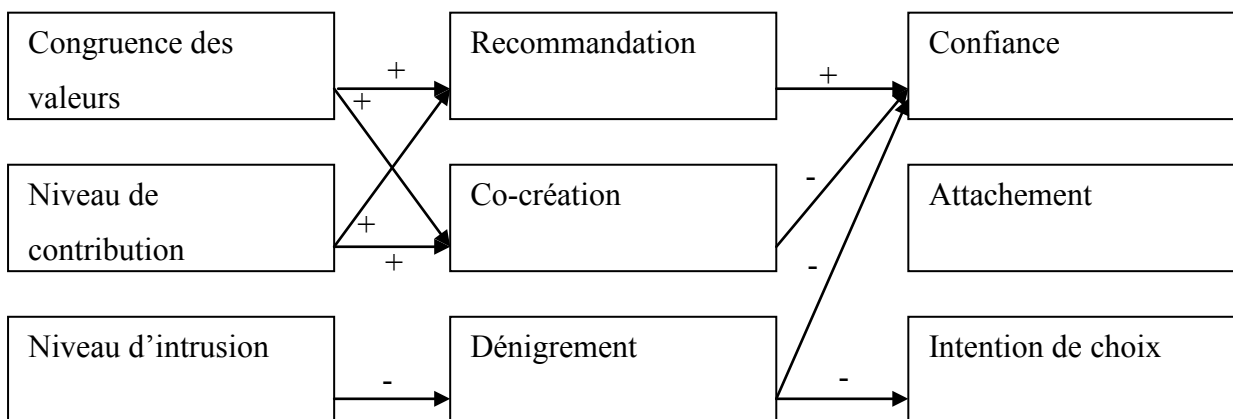 Congruence des
valeurs
Recommandation
Confiance
+
+
+
Niveau de
contribution
Co-création
Attachement
-
+
+
-
Niveau d’intrusion
Dénigrement
Intention de choix
-
-